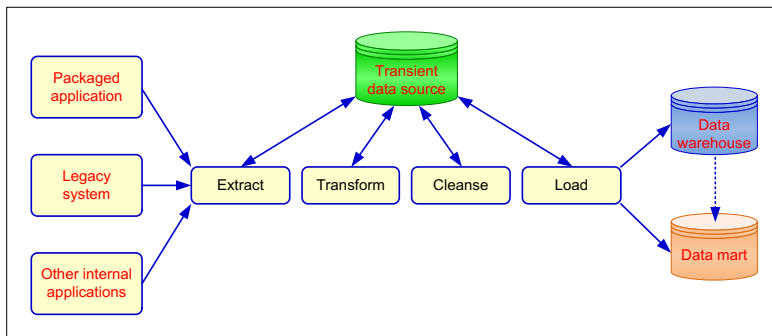 Packaged
application
Transient
data source
Data
warehouse
Legacy
system
Extract
Transform
Cleanse
Load
Other internal
applications
Data mart